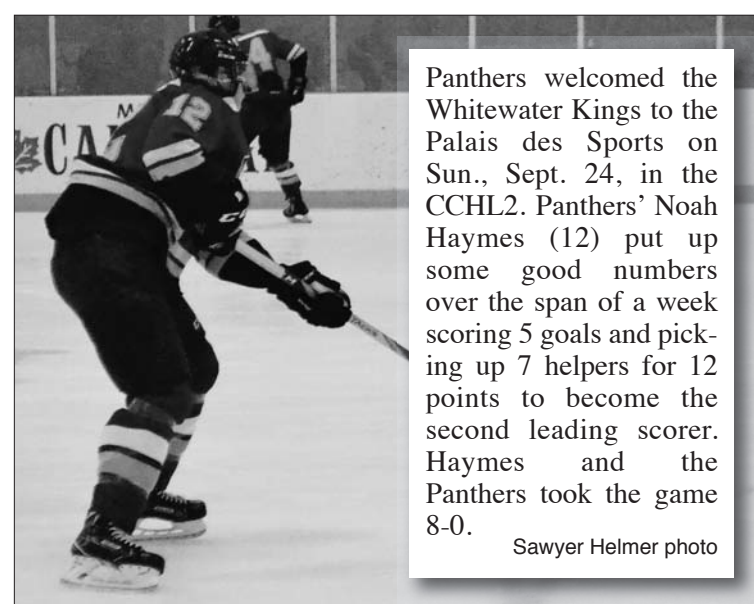 12
Panthers welcomed the
Whitewater Kings to the
Palais des Sports on
Sun., Sept. 24, in the
CCHL2. Panthers’ Noah
Haymes (12) put up
some good numbers
over the span of a week
scoring 5 goals and pick-
ing up 7 helpers for 12
points to become the
second leading scorer.
Haymes and the
Panthers took the game
8-0.
Sawyer Helmer photo